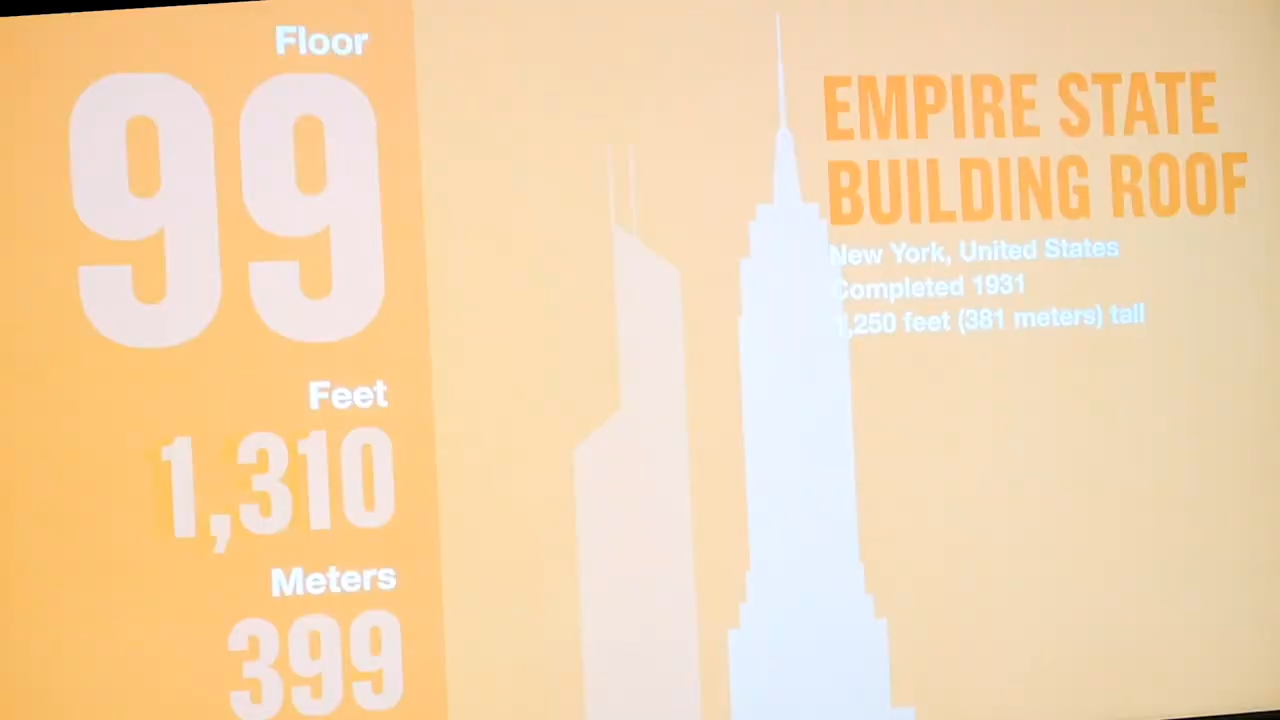 Floor
99
Feet
1,310
Meters
399
EMPIRE STATE
BUILDING ROOF
New York, United States
Completed 1931
1,250 feet (381 meters) tall